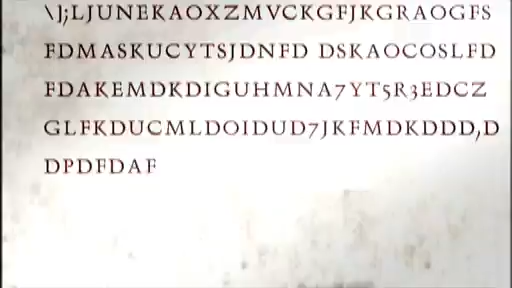 \];LJUNEKAOXZMVCKGFJKGRAOGFS
FDMASKUCYTSJDNFD DSKAOCOSLFD
FDAKEMDKDIGUHMNA7YT5R3EDCZ
GLFKDUCMLDOIDUD7JKFMDKDDD,D
DPDFDAF